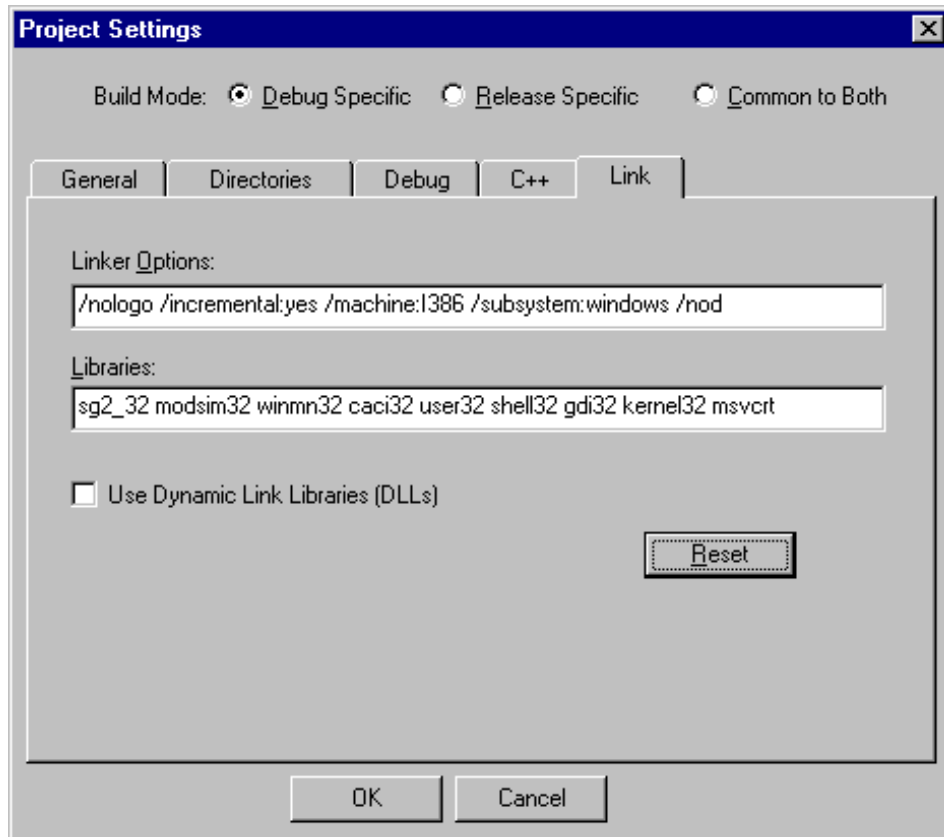 Project Settings
Build Mode: Debug Specific Release Specific Common to Both
General Directories Debug C++ Link
Linker Options:
/nologo /incremental:yes /machine:I386 /subsystem:windows /nod
Libraries:
sg2_32 modsim32 winmn32 caci32 user32 shell32 gdi32 kernel32 msvcrt
Use Dynamic Link Libraries (DLLs)
Reset
OK Cancel